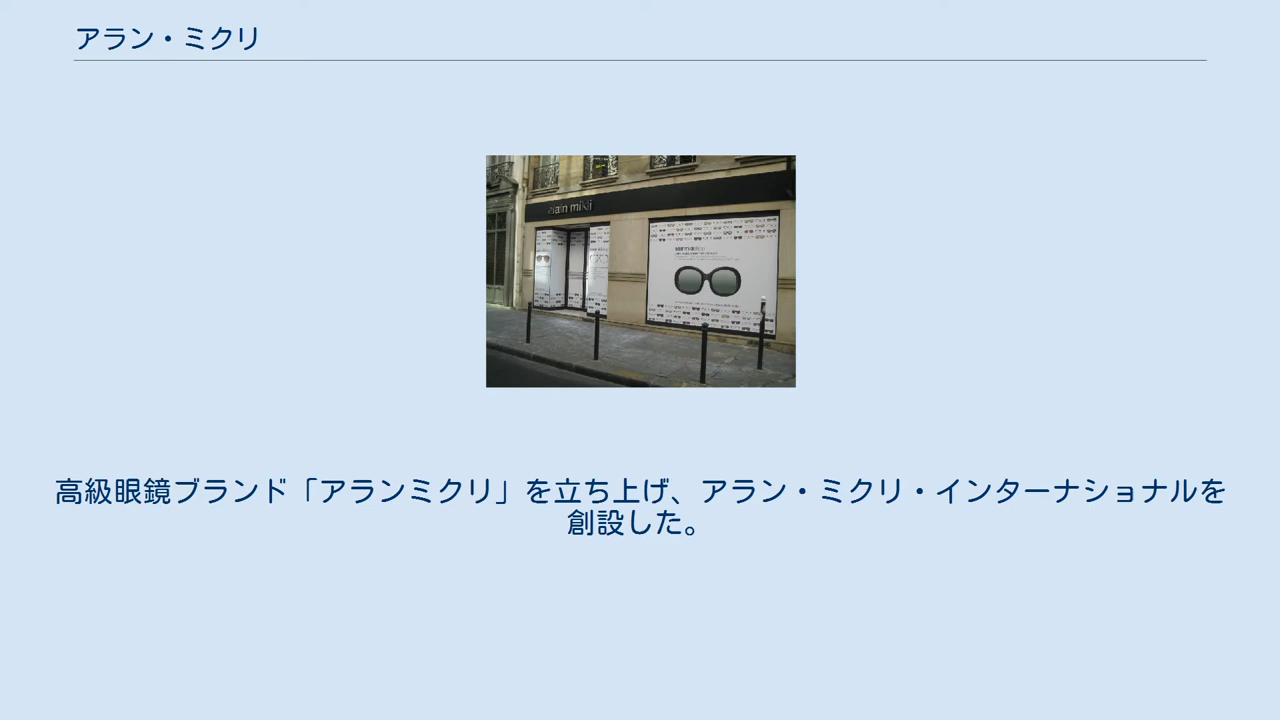 アラン・ミクリ
alain mikli
高級眼鏡ブランド「アランミクリ」を立ち上げ、アラン・ミクリ・インターナショナルを
創設した。